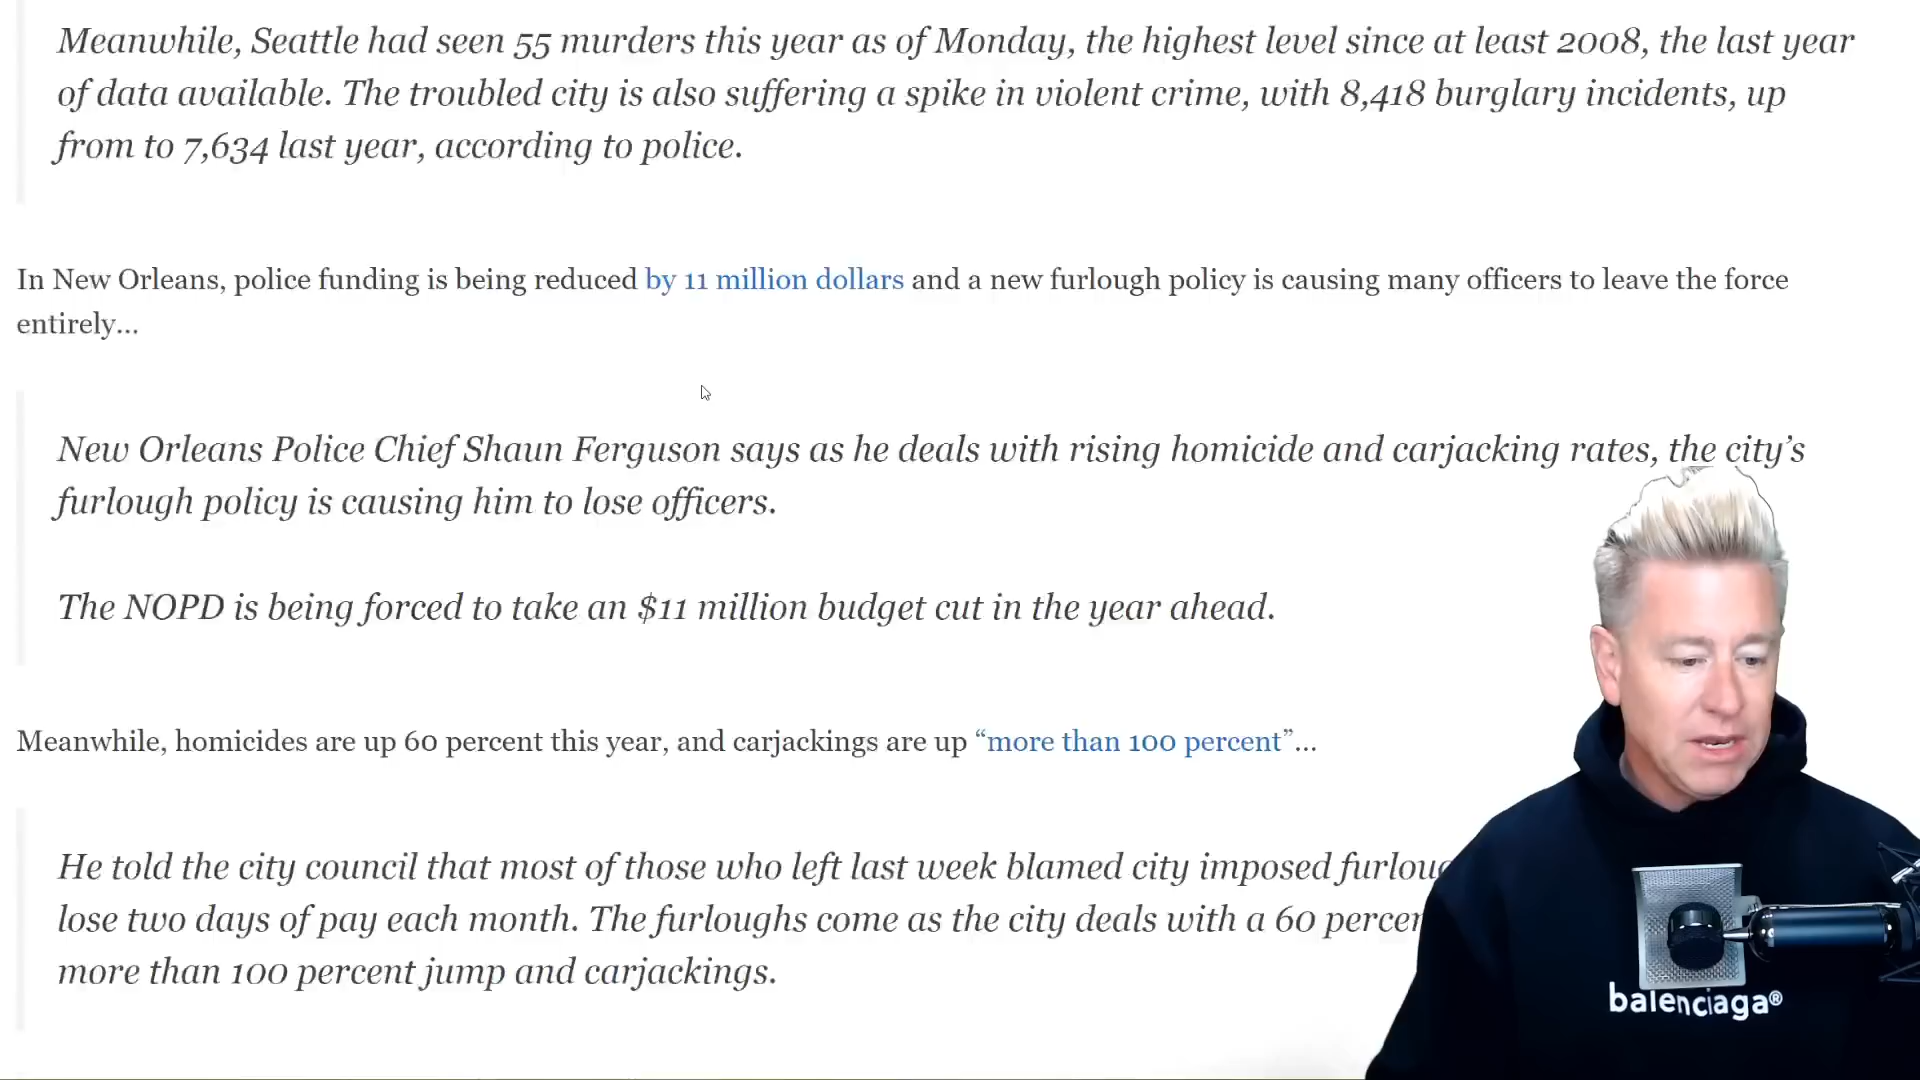 Meanwhile, Seattle had seen 55 murders this year as of Monday, the highest level since at least 2008, the last year
of data available. The troubled city is also suffering a spike in violent crime, with 8,418 burglary incidents, up
from to 7,634 last year, according to police.
In New Orleans, police funding is being reduced by 11 million dollars and a new furlough policy is causing many officers to leave the force
entirely...
New Orleans Police Chief Shaun Ferguson says as he deals with rising homicide and carjacking rates, the city’s
furlough policy is causing him to lose officers.
The NOPD is being forced to take an $11 million budget cut in the year ahead.
Meanwhile, homicides are up 60 percent this year, and carjackings are up “more than 100 percent”...
He told the city council that most of those who left last week blamed city imposed
lose two days of pay each month. The furloughs come as the city deals with a 60
more than 100 percent jump and carjackings.
balenciaga®